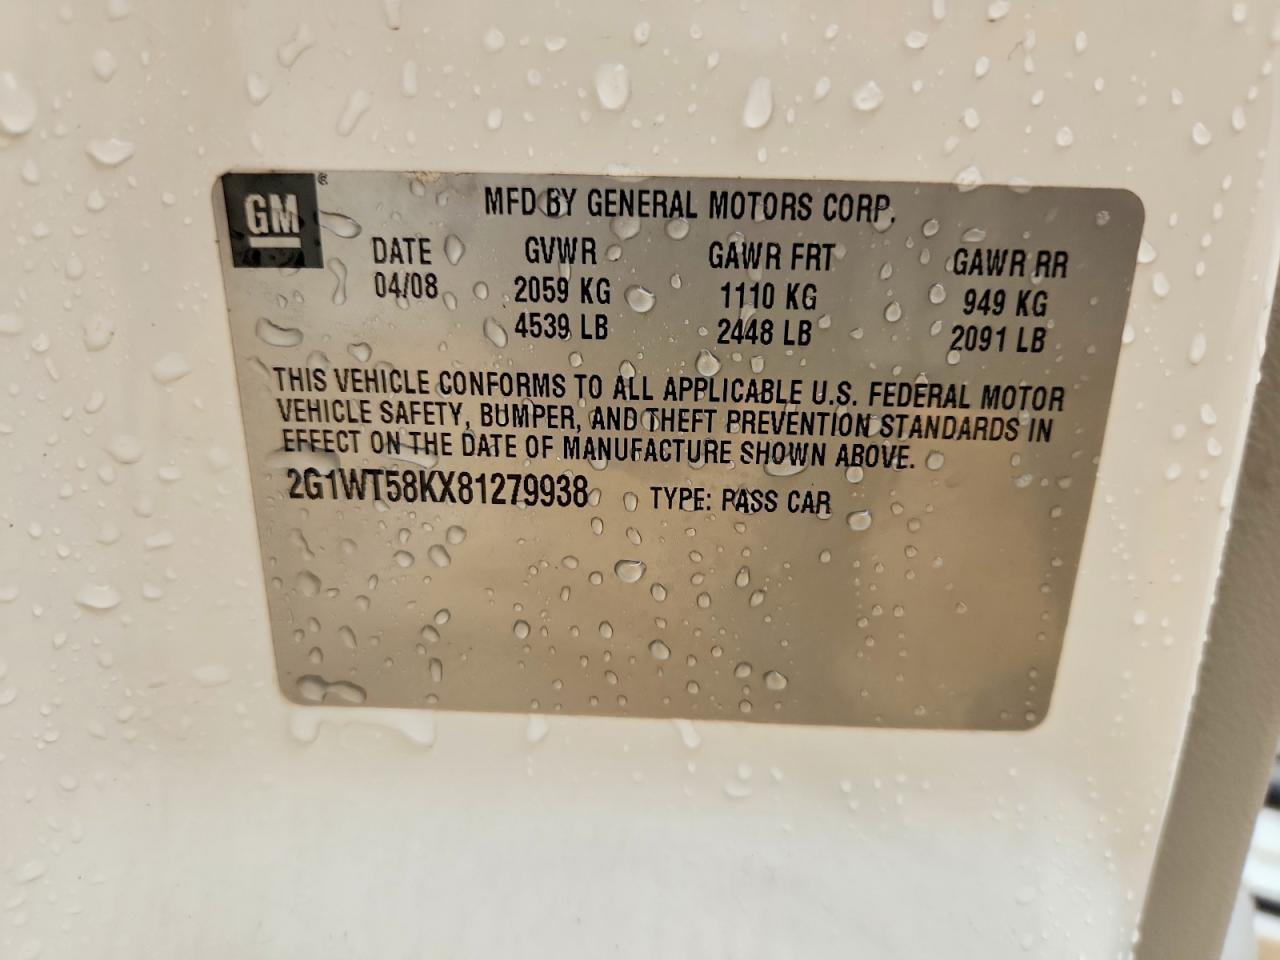 GM®
MFD BY GENERAL MOTORS CORP.
DATE GVWR GAWR FRT GAWR RR
04/08 2059 KG 1110 KG 949 KG
4539 LB 2448 LB 2091 LB
THIS VEHICLE CONFORMS TO ALL APPLICABLE U.S. FEDERAL MOTOR
VEHICLE SAFETY, BUMPER, AND THEFT PREVENTION STANDARDS IN
EFFECT ON THE DATE OF MANUFACTURE SHOWN ABOVE.
2G1WT58KX81279938 TYPE: PASS CAR